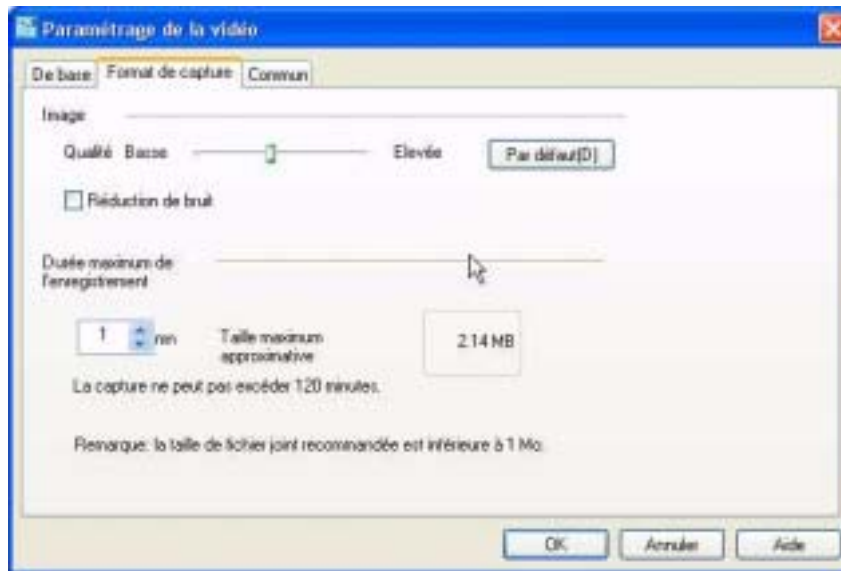 Paramétrage de la vidéo
De base Format de capture Commun
Image
Qualité Basse Elevée Par défaut(D)
Réduction de bruit
Durée maximum de
l'enregistrement
1 mn Taille maximum 2.14 MB
approximative
La capture ne peut pas excéder 120 minutes.
Remarque: la taille de fichier joint recommandée est inférieure à 1 Mo.
OK Annuler Aide